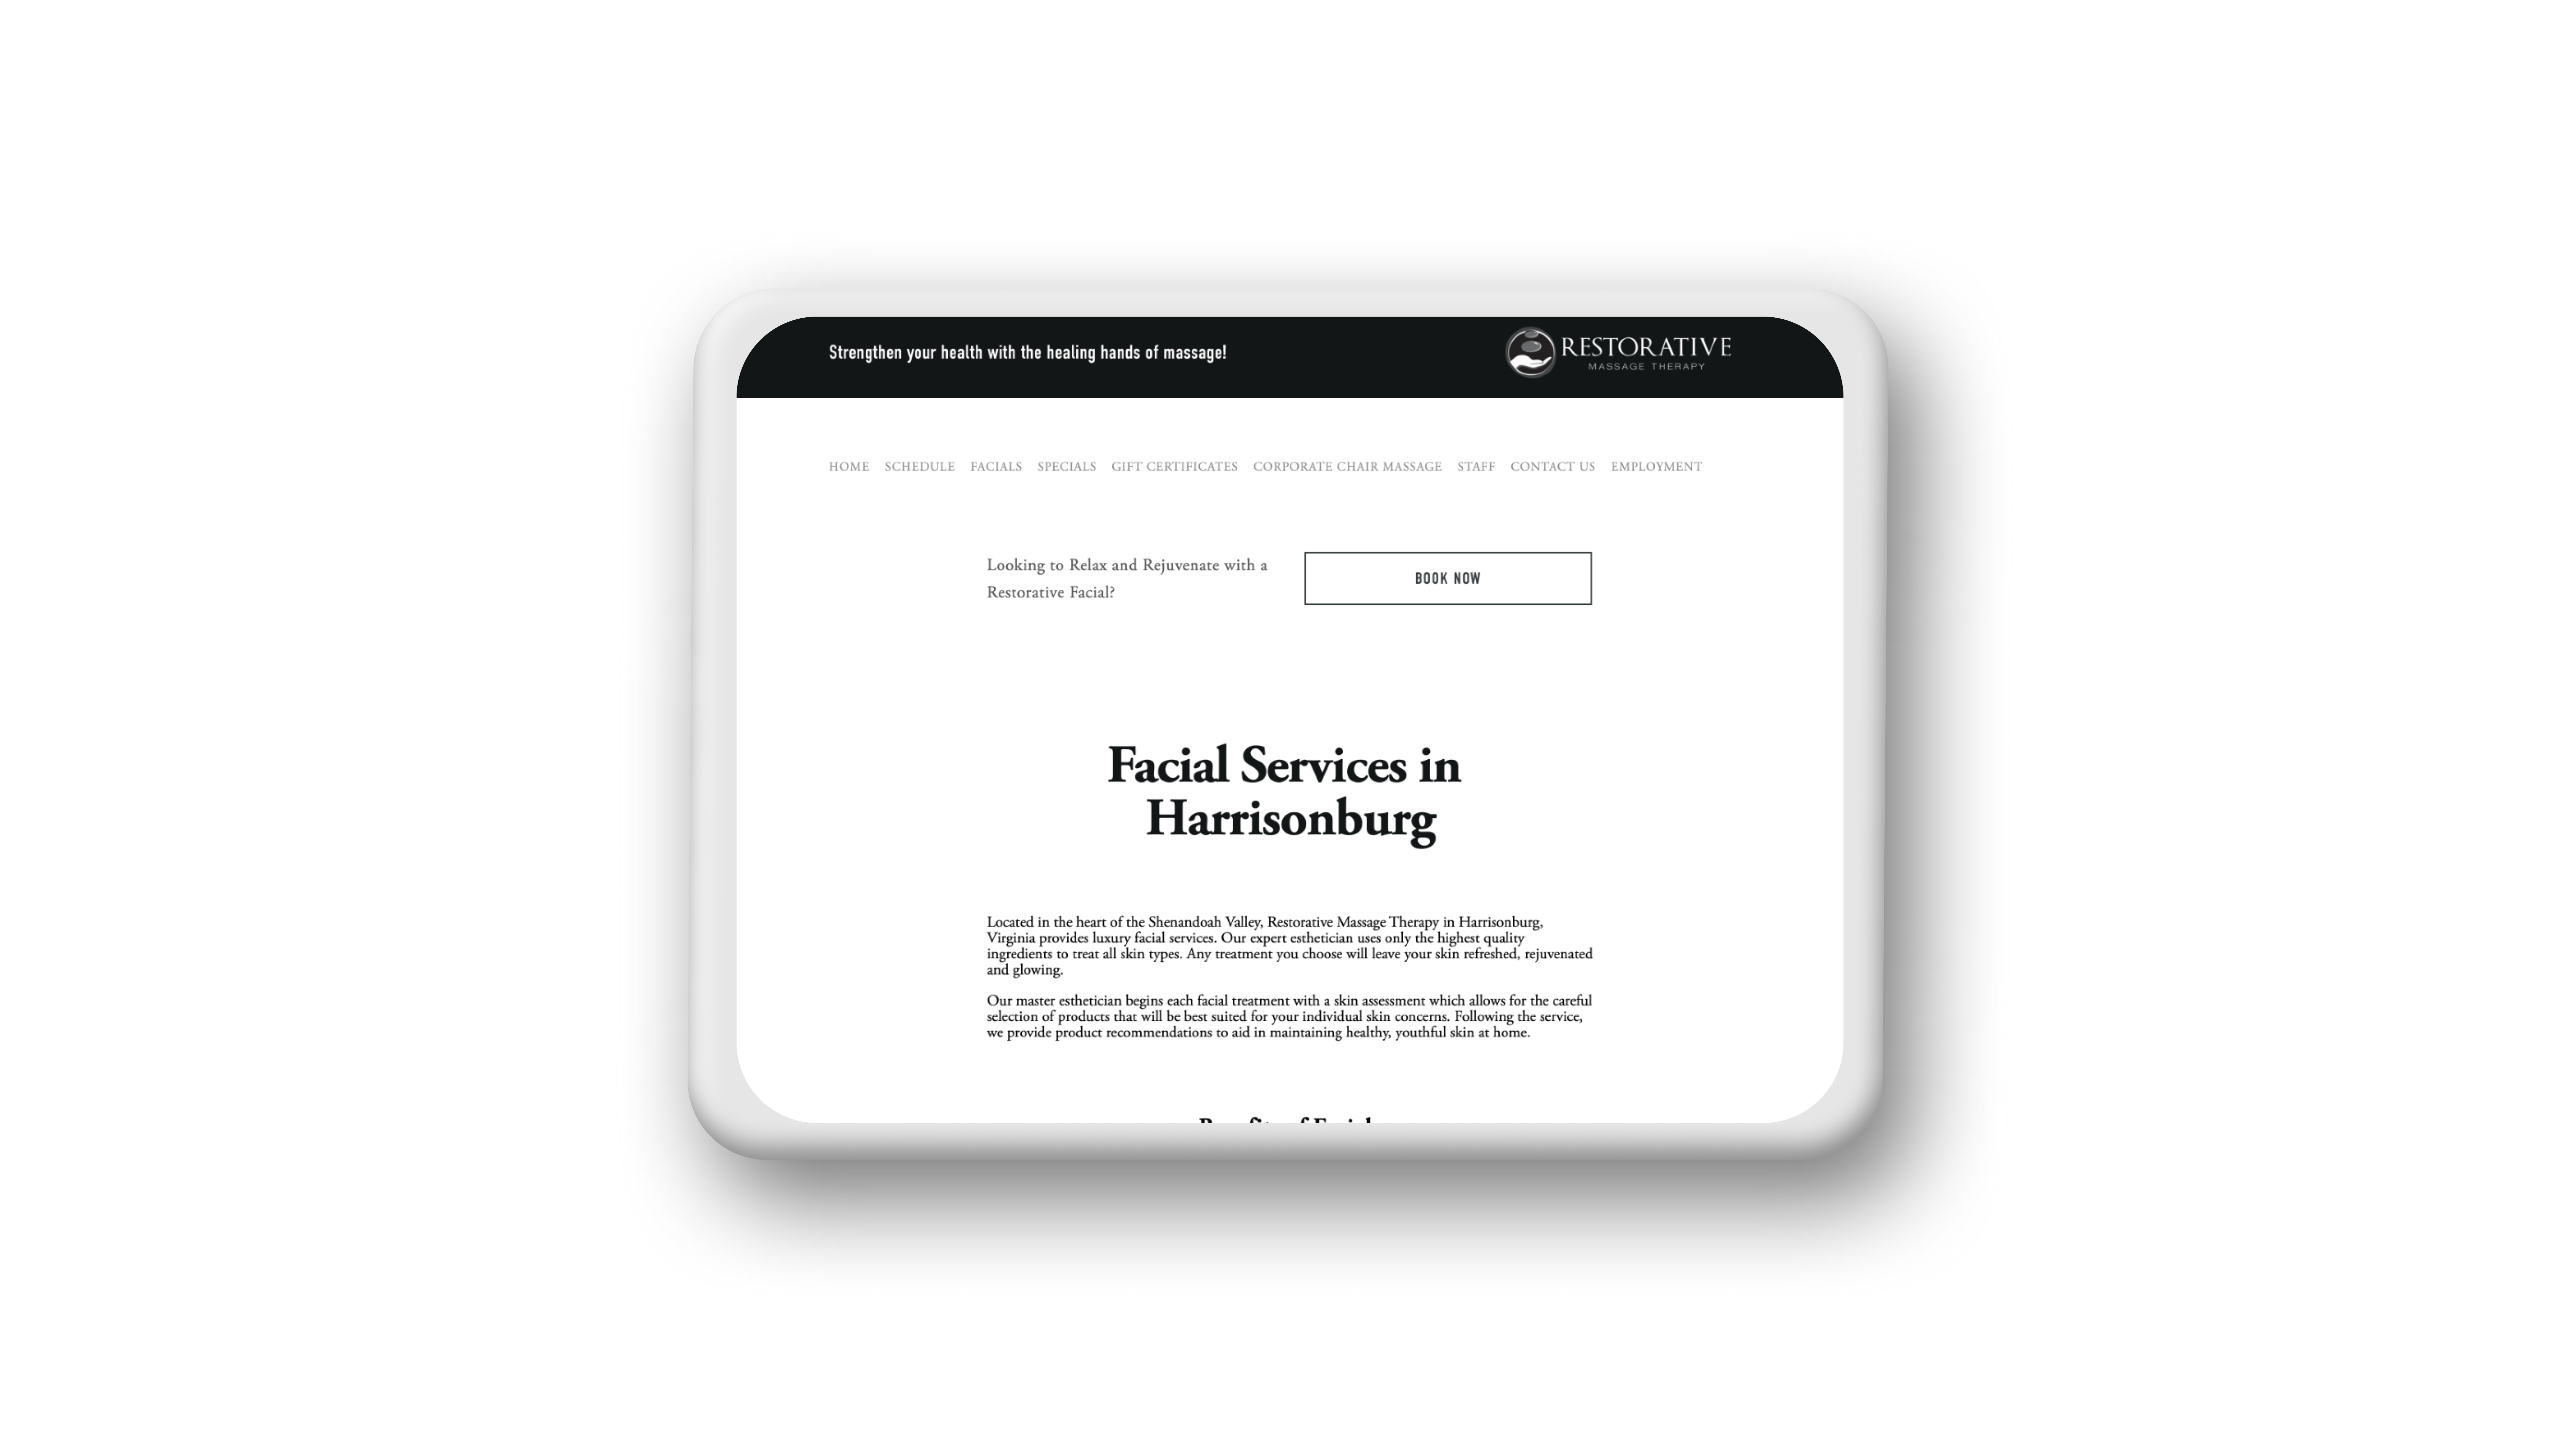 Strengthen your health with the healing hands of massage!
RESTORATIVE
MASSAGE THERAPY
HOME SCHEDULE FACIALS SPECIALS GIFT CERTIFICATES CORPORATE CHAIR MASSAGE STAFF CONTACT US EMPLOYMENT
Looking to Relax and Rejuvenate with a
Restorative Facial?
BOOK NOW
Facial Services in
Harrisonburg
Located in the heart of the Shenandoah Valley, Restorative Massage Therapy in Harrisonburg,
Virginia provides luxury facial services. Our expert esthetician uses only the highest quality
ingredients to treat all skin types. Any treatment you choose will leave your skin refreshed, rejuvenated
and glowing.
Our master esthetician begins each facial treatment with a skin assessment which allows for the careful
selection of products that will be best suited for your individual skin concerns. Following the service,
we provide product recommendations to aid in maintaining healthy, youthful skin at home.